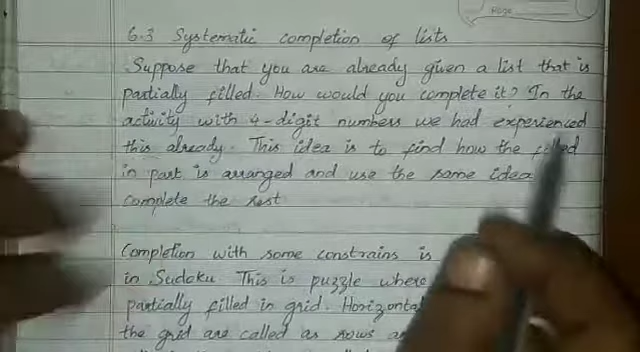 Page
6.3 Systematic completion of lists
Suppose that you are already given a list that is
partially filled. How would you complete it? In the
activity with 4-digit numbers we had experienced
this already. This idea is to find how the filled
in part is arranged and use the same idea
complete the rest
Completion with some constrains is
in Sudoku This is puzzle where
partially filled in grid. Horizontal
the grid are called as rows